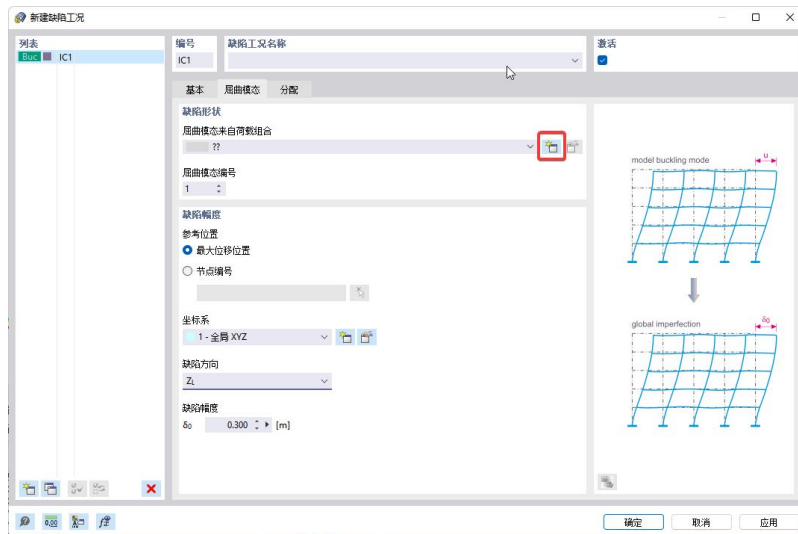 新建缺陷工况
列表
Buc IC1
编号
IC1
缺陷工况名称
激活
基本 屈曲模态 分配
缺陷形状
屈曲模态来自荷载组合
??
屈曲模态编号
1
缺陷幅度
参考位置
最大位移位置
节点编号
坐标系
1 - 全局 XYZ
缺陷方向
ZL
缺陷幅度
δ0 0.300 [m]
model buckling mode
u
global imperfection
δ0
0,00
确定 取消 应用